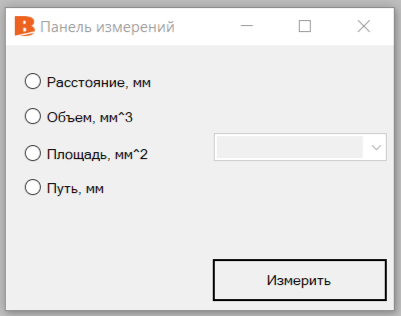 Панель измерений
Расстояние, мм
Объем, мм^3
Площадь, мм^2
Путь, мм
Измерить